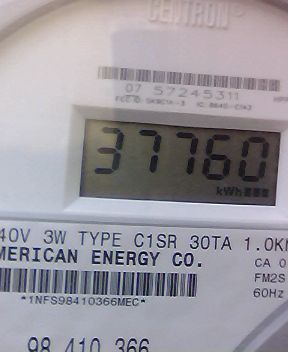 CENTRON®
07 57245311
37760
kWh
40V 3W TYPE C1SR 30TA 1.0K
MERICAN ENERGY CO.
CA 0
FM2S
60Hz
*1NFS98410366MEC*
98 410 366